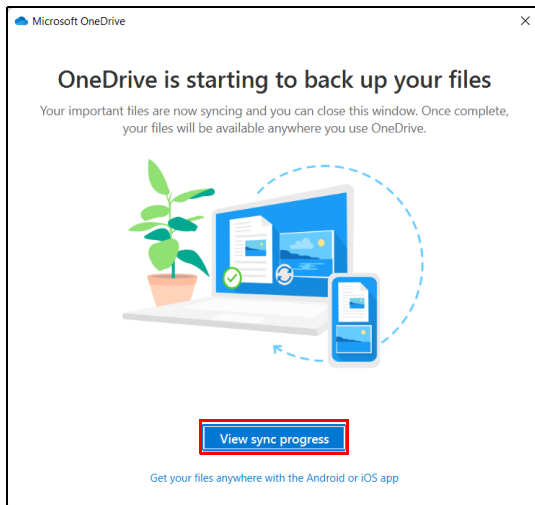 Microsoft OneDrive
OneDrive is starting to back up your files
Your important files are now syncing and you can close this window. Once complete,
your files will be available anywhere you use OneDrive.
View sync progress
Get your files anywhere with the Android or iOS app